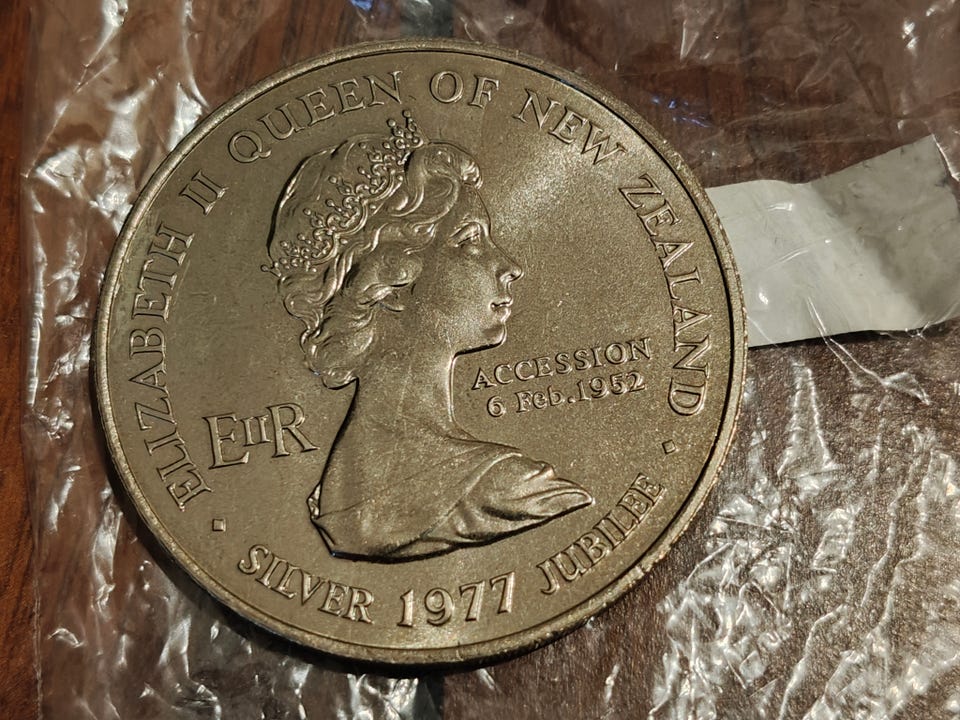 ELIZABETH II QUEEN OF NEW ZEALAND
ACCESSION
6 Feb.1952
EIIR
SILVER 1977 JUBILEE